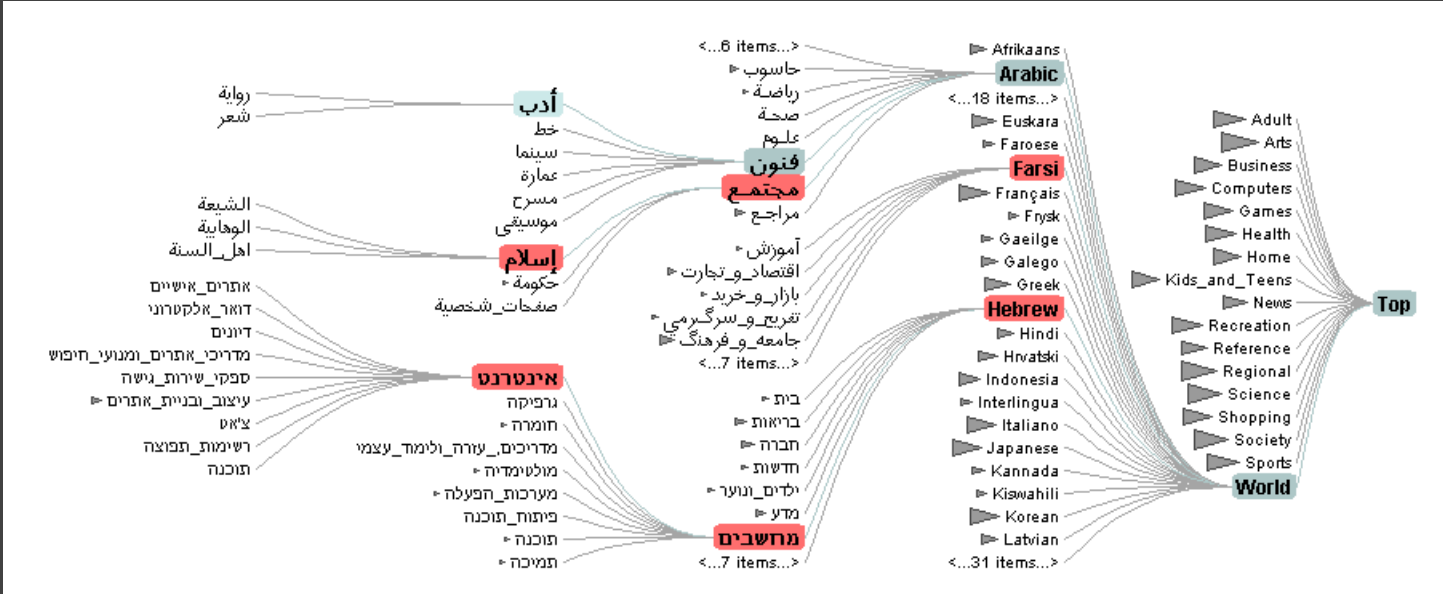 Top
Adult
Arts
Business
Computers
Games
Health
Home
Kids_and_Teens
News
Recreation
Reference
Regional
Science
Shopping
Society
Sports
World
Afrikaans
Arabic
<...18 items...>
Euskara
Faroese
Farsi
Français
Frysk
Gaeilge
Galego
Greek
Hebrew
Hindi
Hrvatski
Indonesia
Interlingua
Italiano
Japanese
Kannada
Kiswahili
Korean
Latvian
<...31 items...>
<...6 items...>
حاسوب
رياضة
صحة
علوم
فنون
مجتمع
مراجع
آموزش
اقتصاد_و_تجارت
بازار_و_خريد
تفريح_و_سرگرمي
جامعه_و_فرهنگ
<...7 items...>
בית
בריאות
חברה
חדשות
ילדים_ונוער
מדע
מחשבים
<...7 items...>
أدب
خط
سينما
عمارة
مسرح
موسيقى
إسلام
حكومة
صفحات_شخصية
אינטרנט
גרפיקה
חומרה
מדריכים,_עזרה_ולימוד_עצמי
מולטימדיה
מערכות_הפעלה
פיתוח_תוכנה
תוכנה
תמיכה
رواية
شعر
الشيعة
الوهابية
اهل_السنة
אתרים_אישיים
דואר_אלקטרוני
דיונים
מדריכי_אתרים_ומנועי_חיפוש
ספקי_שירות_גישה
עיצוב_ובניית_אתרים
צ'אט
רשימות_תפוצה
תוכנה